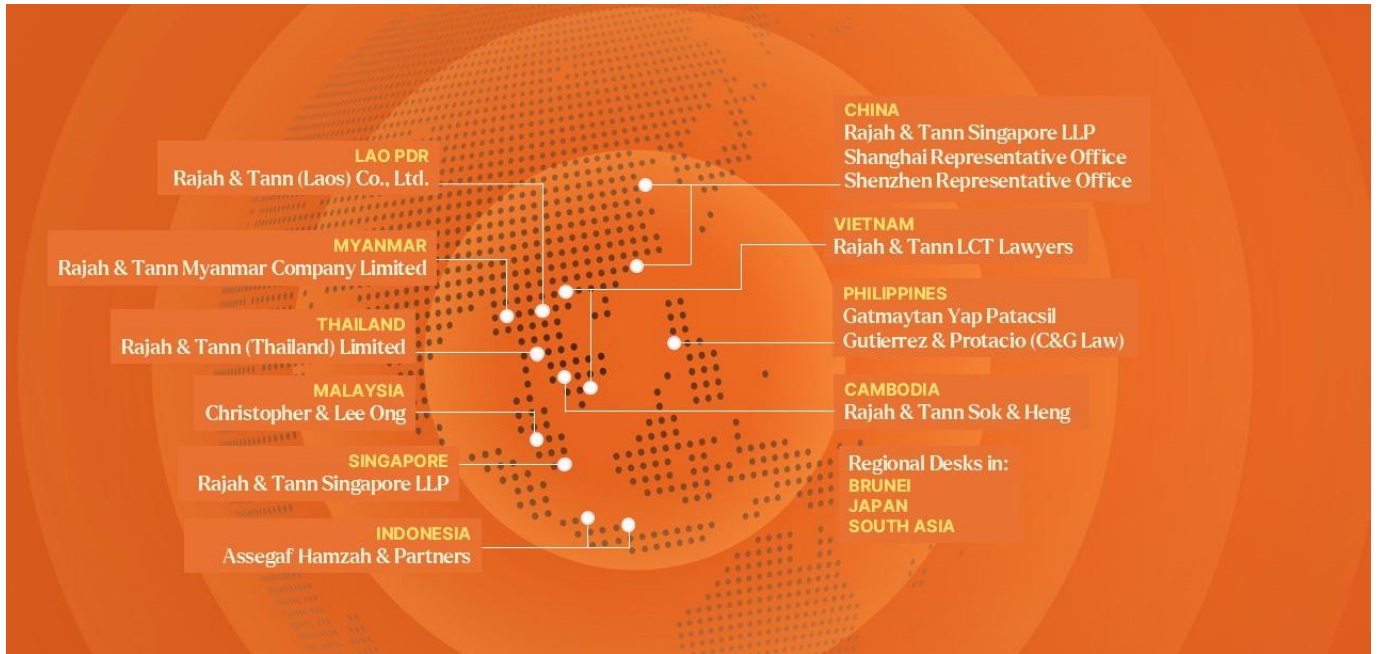 LAO PDR
Rajah & Tann (Laos) Co., Ltd.
MYANMAR
Rajah & Tann Myanmar Company Limited
THAILAND
Rajah & Tann (Thailand) Limited
MALAYSIA
Christopher & Lee Ong
SINGAPORE
Rajah & Tann Singapore LLP
INDONESIA
Assegaf Hamzah & Partners
CHINA
Rajah & Tann Singapore LLP
Shanghai Representative Office
Shenzhen Representative Office
VIETNAM
Rajah & Tann LCT Lawyers
PHILIPPINES
Gatmaytan Yap Patacsil
Gutierrez & Protacio (C&G Law)
CAMBODIA
Rajah & Tann Sok & Heng
Regional Desks in:
BRUNEI
JAPAN
SOUTH ASIA